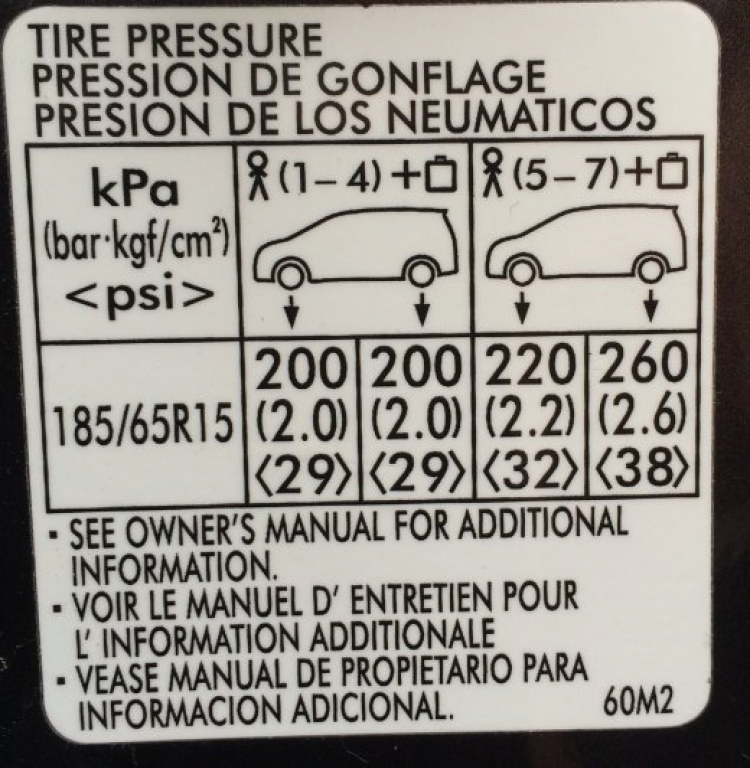 TIRE PRESSURE
PRESSION DE GONFLAGE
PRESION DE LOS NEUMATICOS
kPa
(bar·kgf/cm²)
<psi>
(1–4)+
(5–7)+
185/65R15
200 200 220 260
(2.0) (2.0) (2.2) (2.6)
〈29〉 〈29〉 〈32〉 〈38〉
▪ SEE OWNER'S MANUAL FOR ADDITIONAL
INFORMATION.
▪ VOIR LE MANUEL D' ENTRETIEN POUR
L' INFORMATION ADDITIONALE
▪ VEASE MANUAL DE PROPIETARIO PARA
INFORMACION ADICIONAL.
60M2